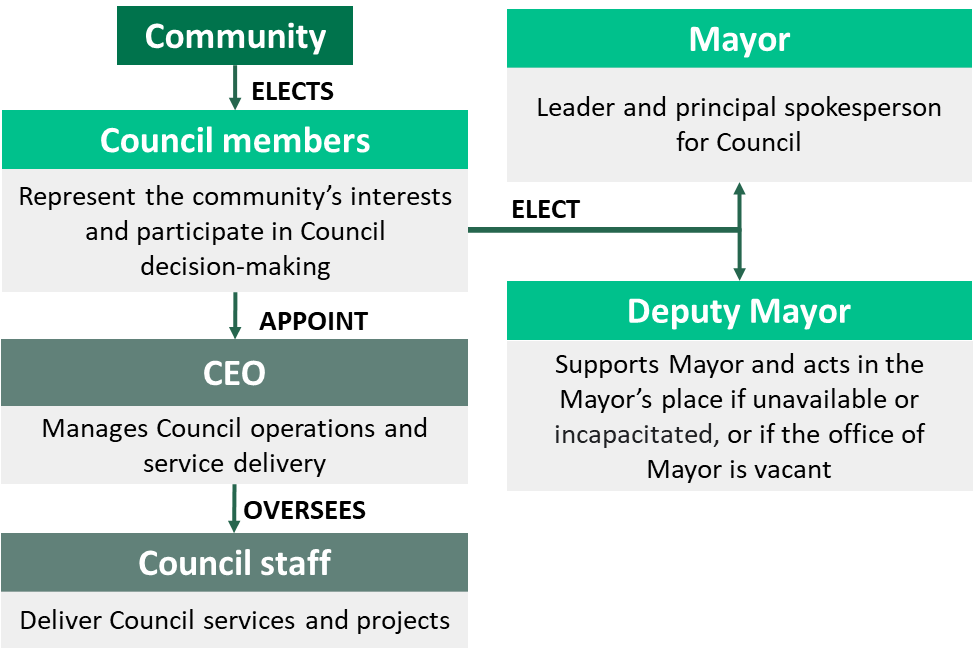 Community
ELECTS
Council members
Represent the community’s interests
and participate in Council
decision-making
APPOINT
CEO
Manages Council operations and
service delivery
OVERSEES
Council staff
Deliver Council services and projects
ELECT
Mayor
Leader and principal spokesperson
for Council
Deputy Mayor
Supports Mayor and acts in the
Mayor’s place if unavailable or
incapacitated, or if the office of
Mayor is vacant